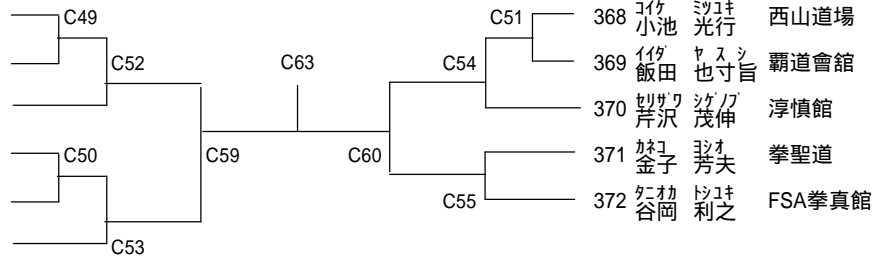 C49
C52
C50
C53
C59
C63
C60
C51
C54
C55
コイケ ミツユキ
368 小池 光行 西山道場
イイダ ヤスシ
369 飯田 也寸旨 覇道會舘
セリザワ シゲノブ
370 芹沢 茂伸 淳慎館
カネコ ヨシオ
371 金子 芳夫 拳聖道
タニオカ トシユキ
372 谷岡 利之 FSA拳真館